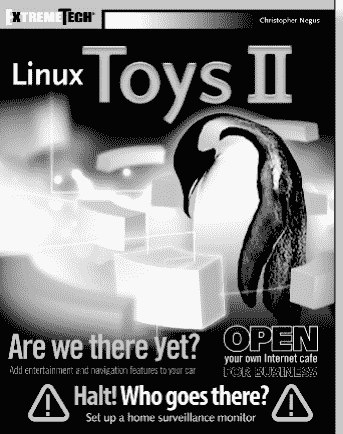 EXTREMETECH®
Christopher Negus
Linux Toys II
Are we there yet?
Add entertainment and navigation features to your car
OPEN
your own Internet cafe
FOR BUSINESS
Halt! Who goes there?
Set up a home surveillance monitor